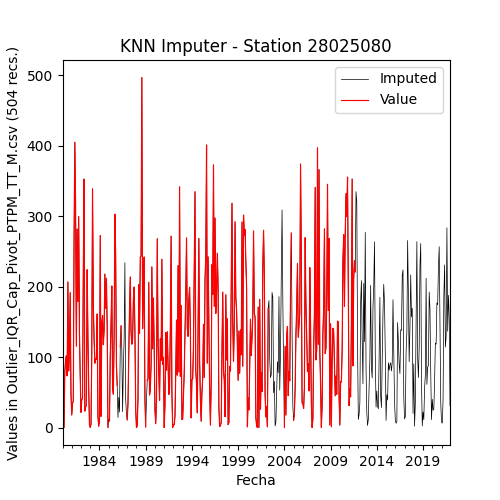 KNN Imputer - Station 28025080
Values in Outlier_IQR_Cap_Pivot_PTPM_TT_M.csv (504 recs.)
500
400
300
200
100
0
Imputed
Value
1984 1989 1994 1999 2004 2009 2014 2019
Fecha